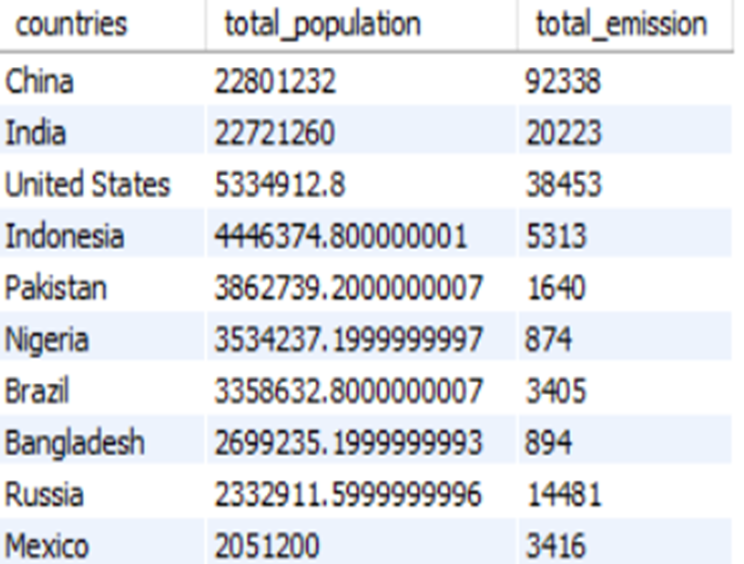 countries total_population total_emission
China 22801232 92338
India 22721260 20223
United States 5334912.8 38453
Indonesia 4446374.800000001 5313
Pakistan 3862739.2000000007 1640
Nigeria 3534237.1999999997 874
Brazil 3358632.8000000007 3405
Bangladesh 2699235.1999999993 894
Russia 2332911.5999999996 14481
Mexico 2051200 3416